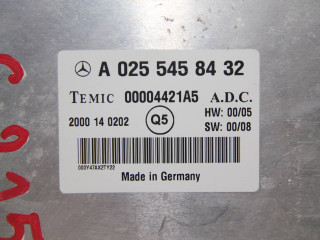 A 025 545 84 32
TEMIC 00004421A5 A.D.C.
2000 14 0202 Q5 HW: 00/05
SW: 00/08
000Y47AX2TY22
Made in Germany